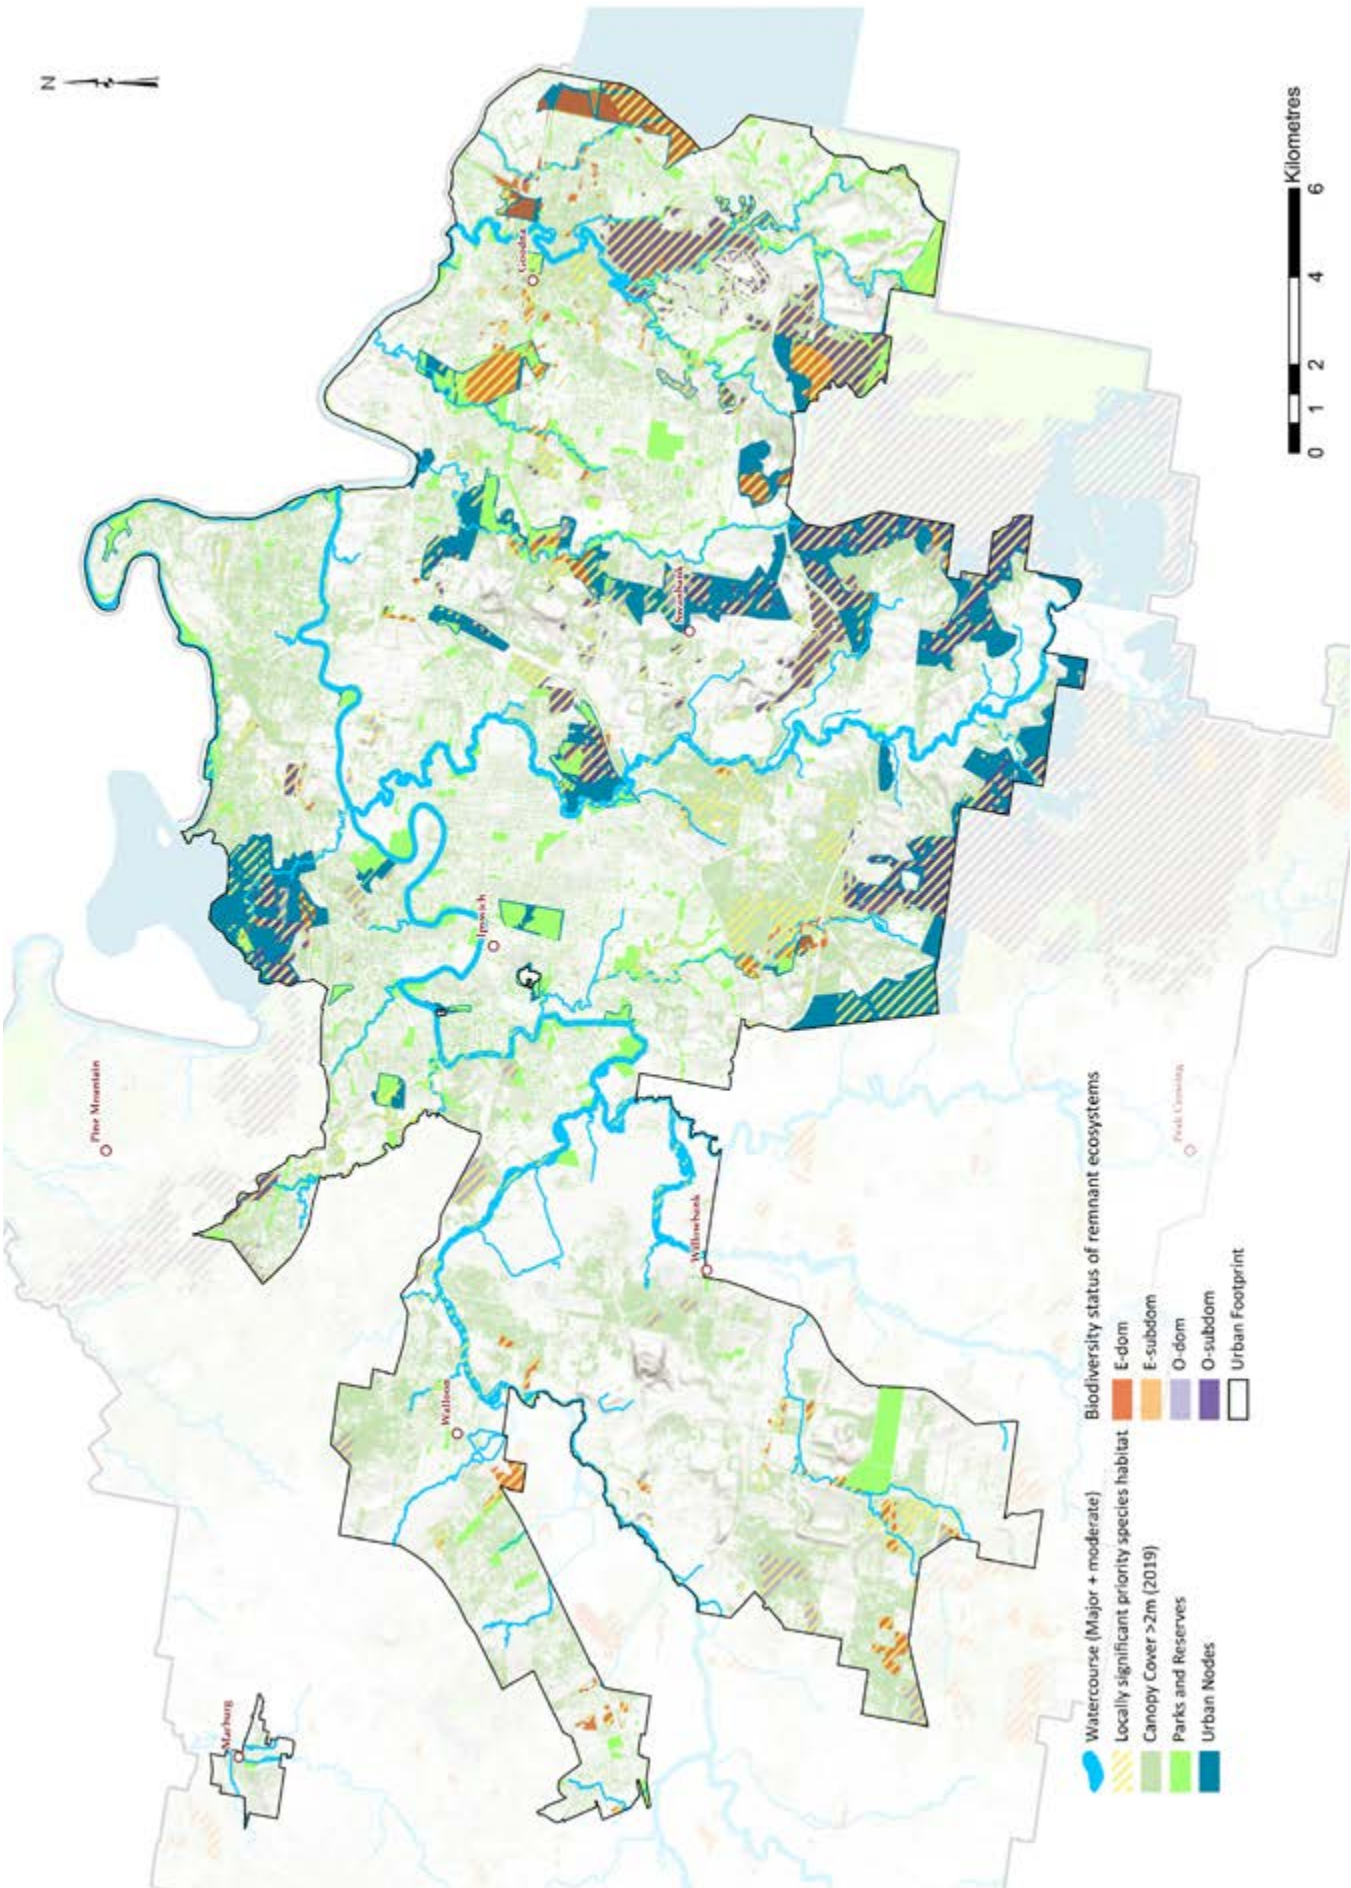 N
Pine Mountain
Marburg
Walloon
Ipswich
Goodna
Swanbank
Willowbank
Peak Crossing
Watercourse (Major + moderate)
Locally significant priority species habitat
Canopy Cover >2m (2019)
Parks and Reserves
Urban Nodes
Biodiversity status of remnant ecosystems
E-dom
E-subdom
O-dom
O-subdom
Urban Footprint
0 1 2 4 6
Kilometres